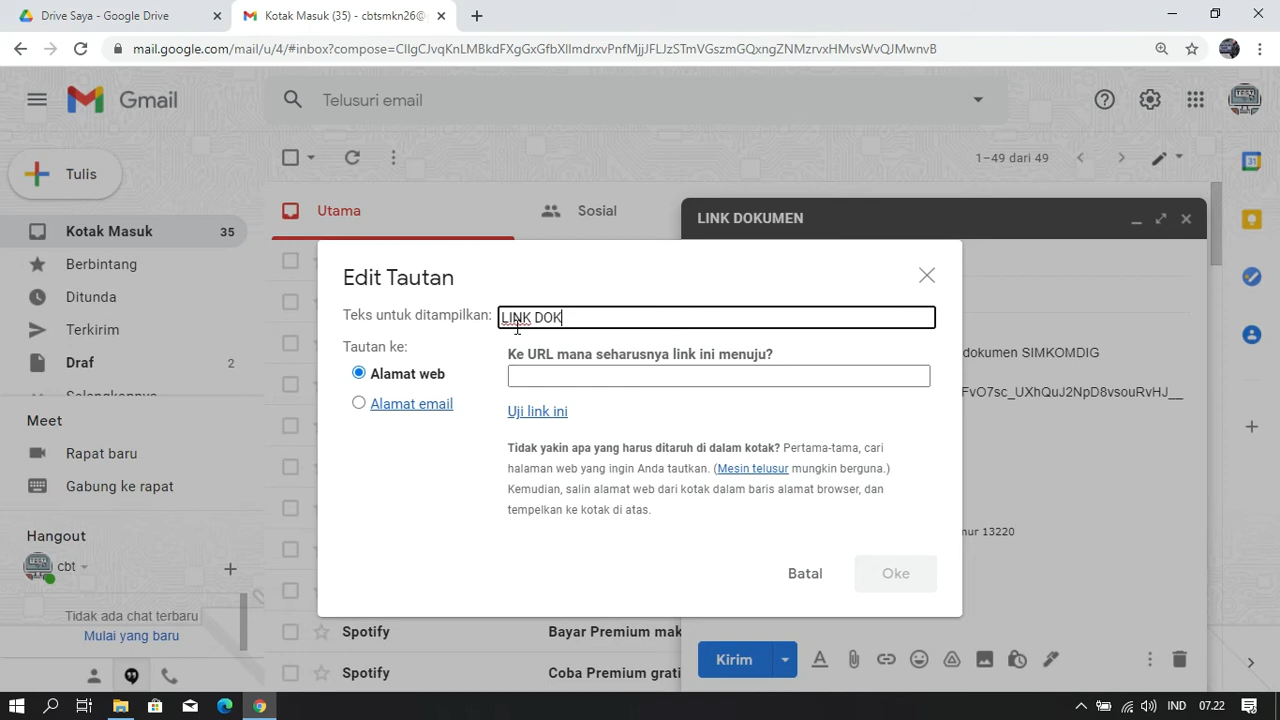 Drive Saya - Google Drive
Kotak Masuk (35) - cbtsmkn26@
mail.google.com/mail/u/4/#inbox?compose=CllgCJvqKnLMBkdFXgGxGfbXllmdrxvPnfMjjJFLJzSTmVGszmGQxngZNMzrvxHMvsWvQJMwnvB
Gmail
Telusuri email
Tulis
1–49 dari 49
Utama
Sosial
LINK DOKUMEN
Kotak Masuk
35
Berbintang
Ditunda
Terkirim
Draf
2
Selengkapnya
Edit Tautan
Teks untuk ditampilkan:
LINK DOK
Tautan ke:
Ke URL mana seharusnya link ini menuju?
dokumen SIMKOMDIG
Alamat web
FvO7sc_UXhQuJ2NpD8vsouRvHJ__
Alamat email
Uji link ini
Tidak yakin apa yang harus ditaruh di dalam kotak? Pertama-tama, cari
halaman web yang ingin Anda tautkan. (Mesin telusur mungkin berguna.)
Kemudian, salin alamat web dari kotak dalam baris alamat browser, dan
tempelkan ke kotak di atas.
mur 13220
Batal
Oke
Meet
Rapat baru
Gabung ke rapat
Hangout
cbt
Tidak ada chat terbaru
Mulai yang baru
Spotify
Bayar Premium mak
Spotify
Coba Premium grati
Kirim
IND
07.22